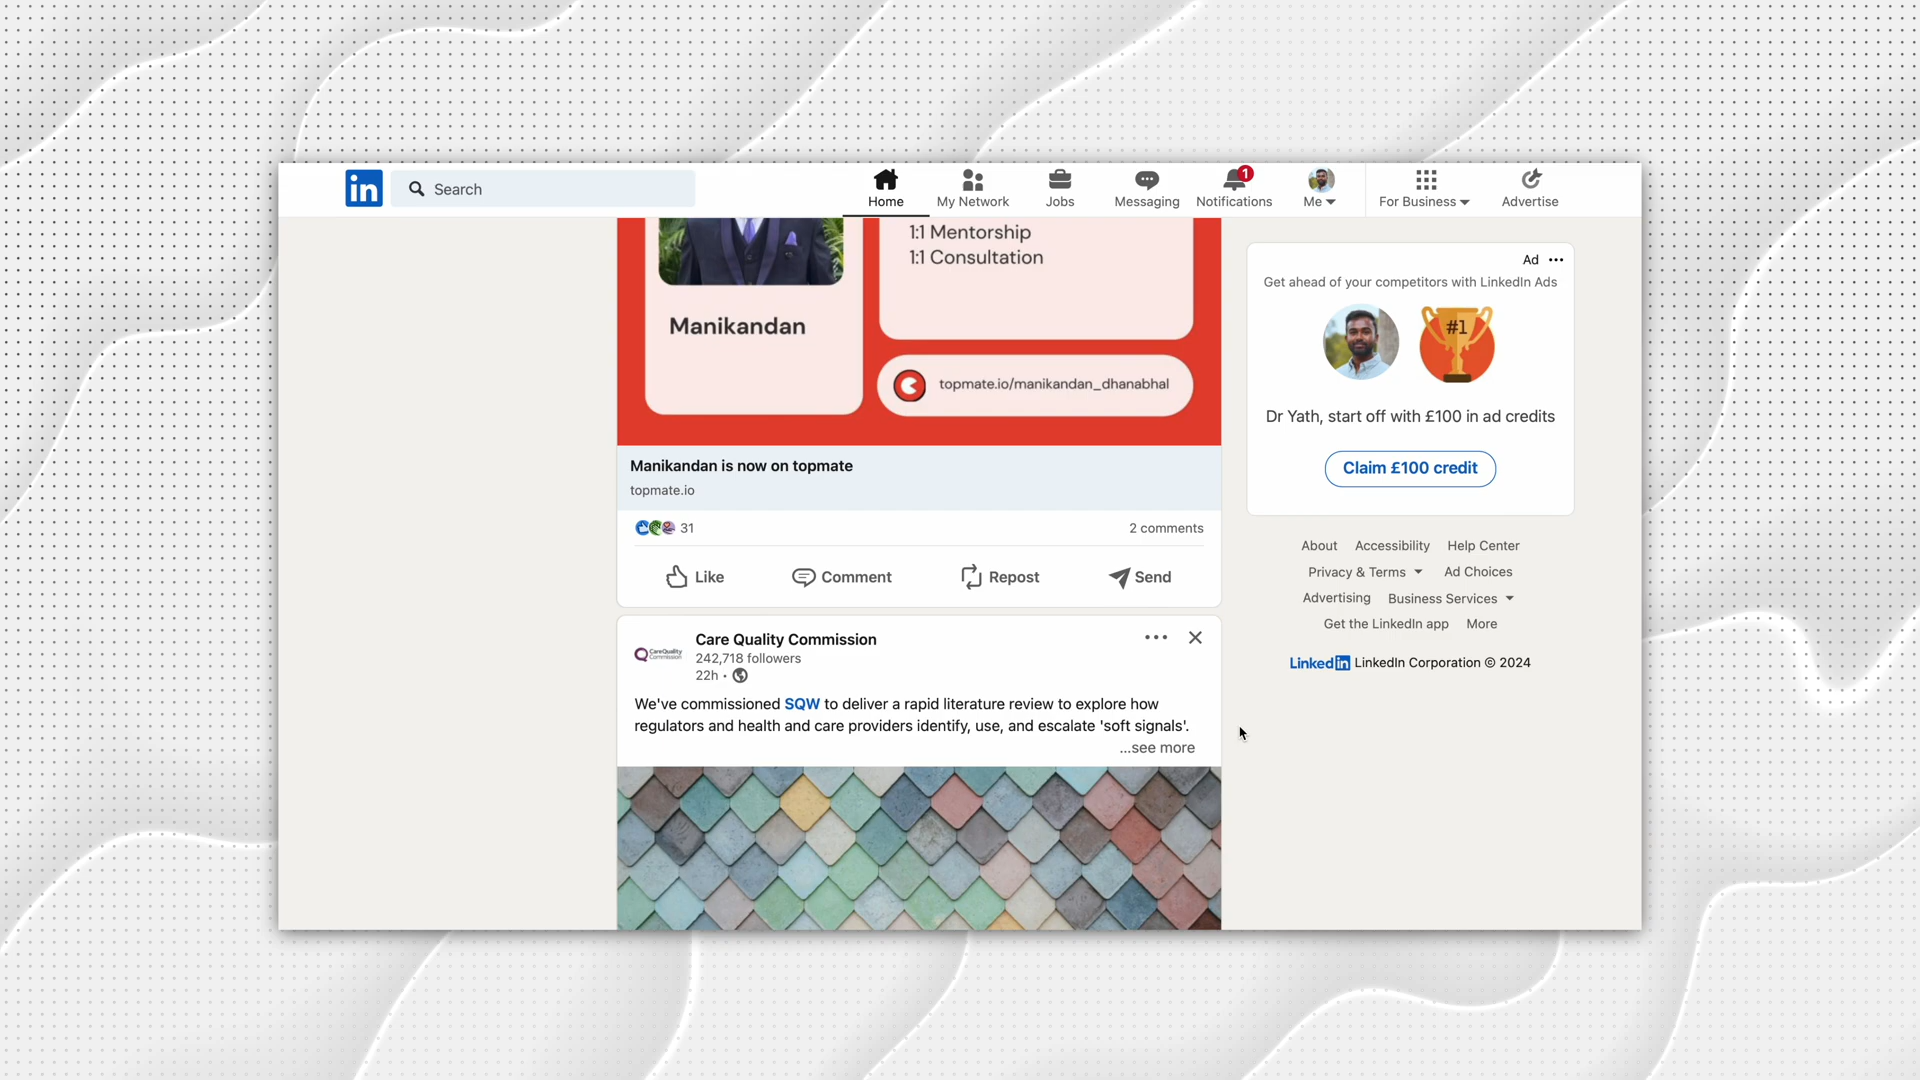 in
Search
Home
My Network
Jobs
Messaging
1
Notifications
Me
For Business
Advertise
1:1 Mentorship
1:1 Consultation
Manikandan
topmate.io/manikandan_dhanabhal
Manikandan is now on topmate
topmate.io
31
2 comments
Like
Comment
Repost
Send
CareQuality
Commission
Care Quality Commission
242,718 followers
22h •
We've commissioned SQW to deliver a rapid literature review to explore how
regulators and health and care providers identify, use, and escalate 'soft signals'.
...see more
Ad
Get ahead of your competitors with LinkedIn Ads
#1
Dr Yath, start off with £100 in ad credits
Claim £100 credit
About Accessibility Help Center
Privacy & Terms Ad Choices
Advertising Business Services
Get the LinkedIn app More
LinkedIn LinkedIn Corporation © 2024